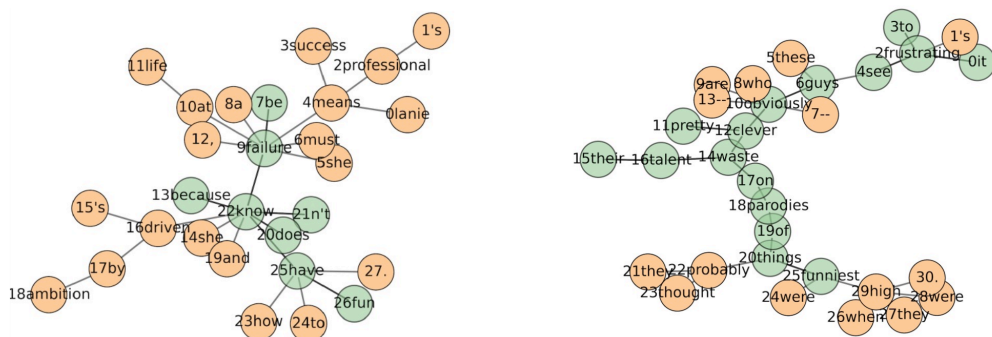 1's
3success
2professional
11life
4means
10at
8a
7be
0lanie
12,
6must
9failure
5she
13because
15's
22know
21n't
16driven
14she
20does
19and
17by
25have
27.
18ambition
26fun
23how
24to
3to
1's
2frustrating
5these
0it
4see
9are
8who
6guys
13--
10obviously
7--
11pretty
12clever
15their
16talent
14waste
17on
18parodies
19of
20things
21they
22probably
25funniest
23thought
24were
29high
30.
28were
26when
27they